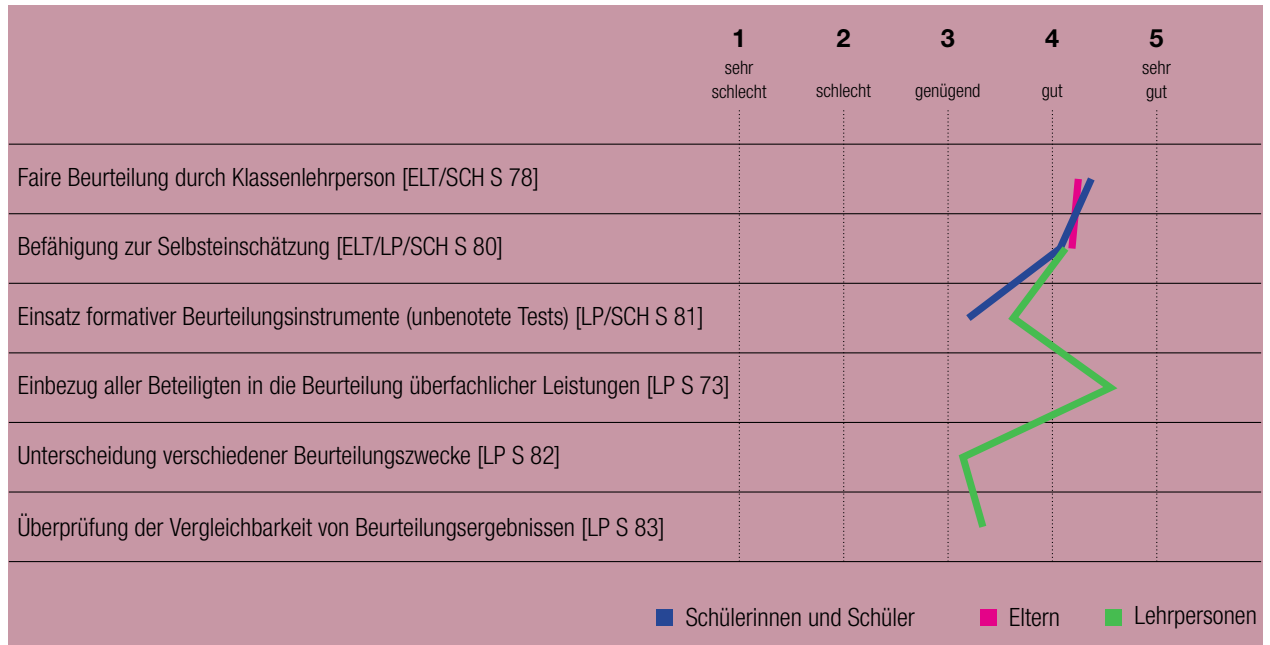 1 2 3 4 5
sehr schlecht schlecht genügend gut sehr gut
Faire Beurteilung durch Klassenlehrperson [ELT/SCH S 78]
Befähigung zur Selbsteinschätzung [ELT/LP/SCH S 80]
Einsatz formativer Beurteilungsinstrumente (unbenotete Tests) [LP/SCH S 81]
Einbezug aller Beteiligten in die Beurteilung überfachlicher Leistungen [LP S 73]
Unterscheidung verschiedener Beurteilungszwecke [LP S 82]
Überprüfung der Vergleichbarkeit von Beurteilungsergebnissen [LP S 83]
Schülerinnen und Schüler Eltern Lehrpersonen